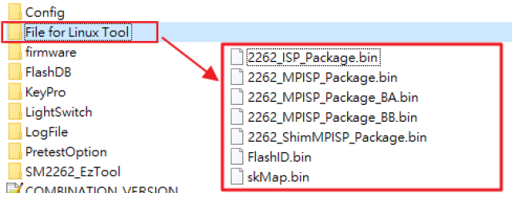 Config
File for Linux Tool
firmware
FlashDB
KeyPro
LightSwitch
LogFile
PretestOption
SM2262_EzTool
COMBINATION_VERSION
2262_ISP_Package.bin
2262_MPISP_Package.bin
2262_MPISP_Package_BA.bin
2262_MPISP_Package_BB.bin
2262_ShimMPISP_Package.bin
FlashID.bin
skMap.bin